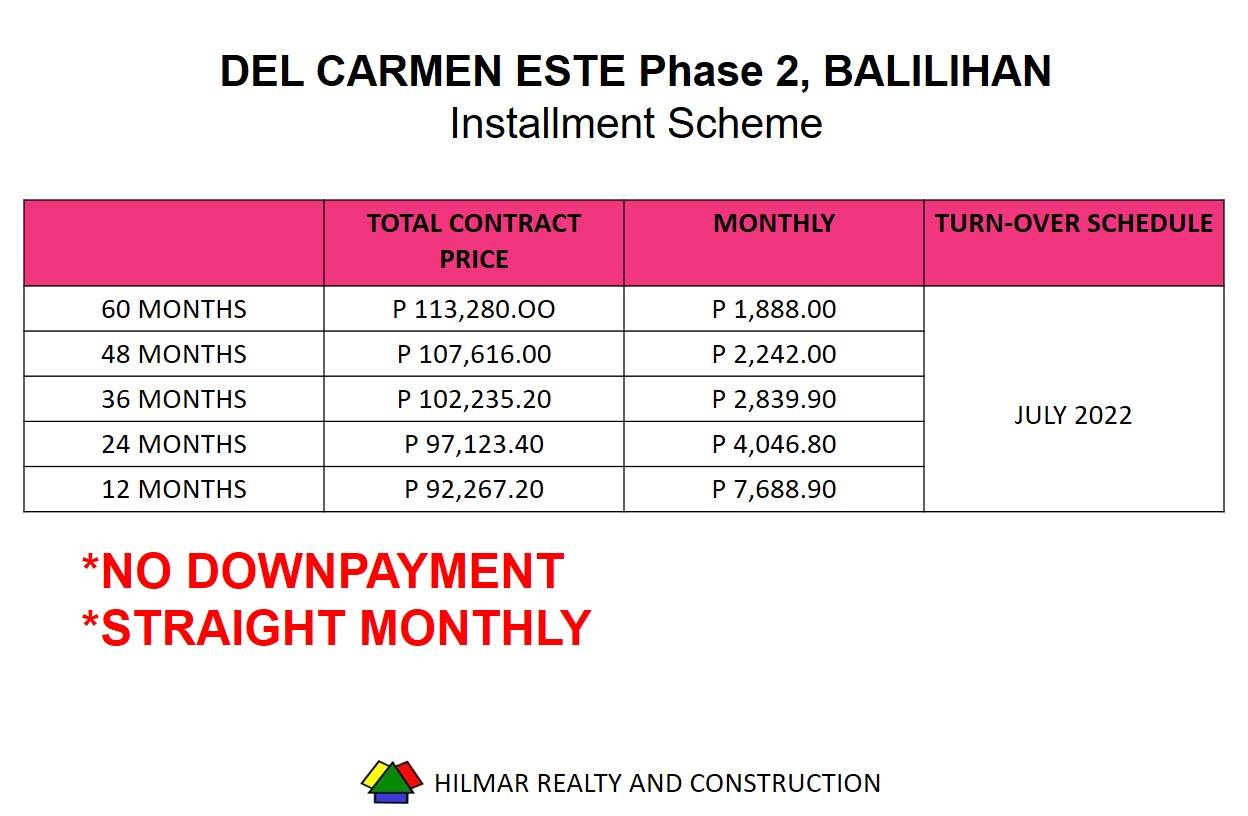 DEL CARMEN ESTE Phase 2, BALILIHAN
Installment Scheme
TOTAL CONTRACT PRICE MONTHLY TURN-OVER SCHEDULE
60 MONTHS P 113,280.OO P 1,888.00
48 MONTHS P 107,616.00 P 2,242.00
36 MONTHS P 102,235.20 P 2,839.90
JULY 2022
24 MONTHS P 97,123.40 P 4,046.80
12 MONTHS P 92,267.20 P 7,688.90
*NO DOWNPAYMENT
*STRAIGHT MONTHLY
HILMAR REALTY AND CONSTRUCTION